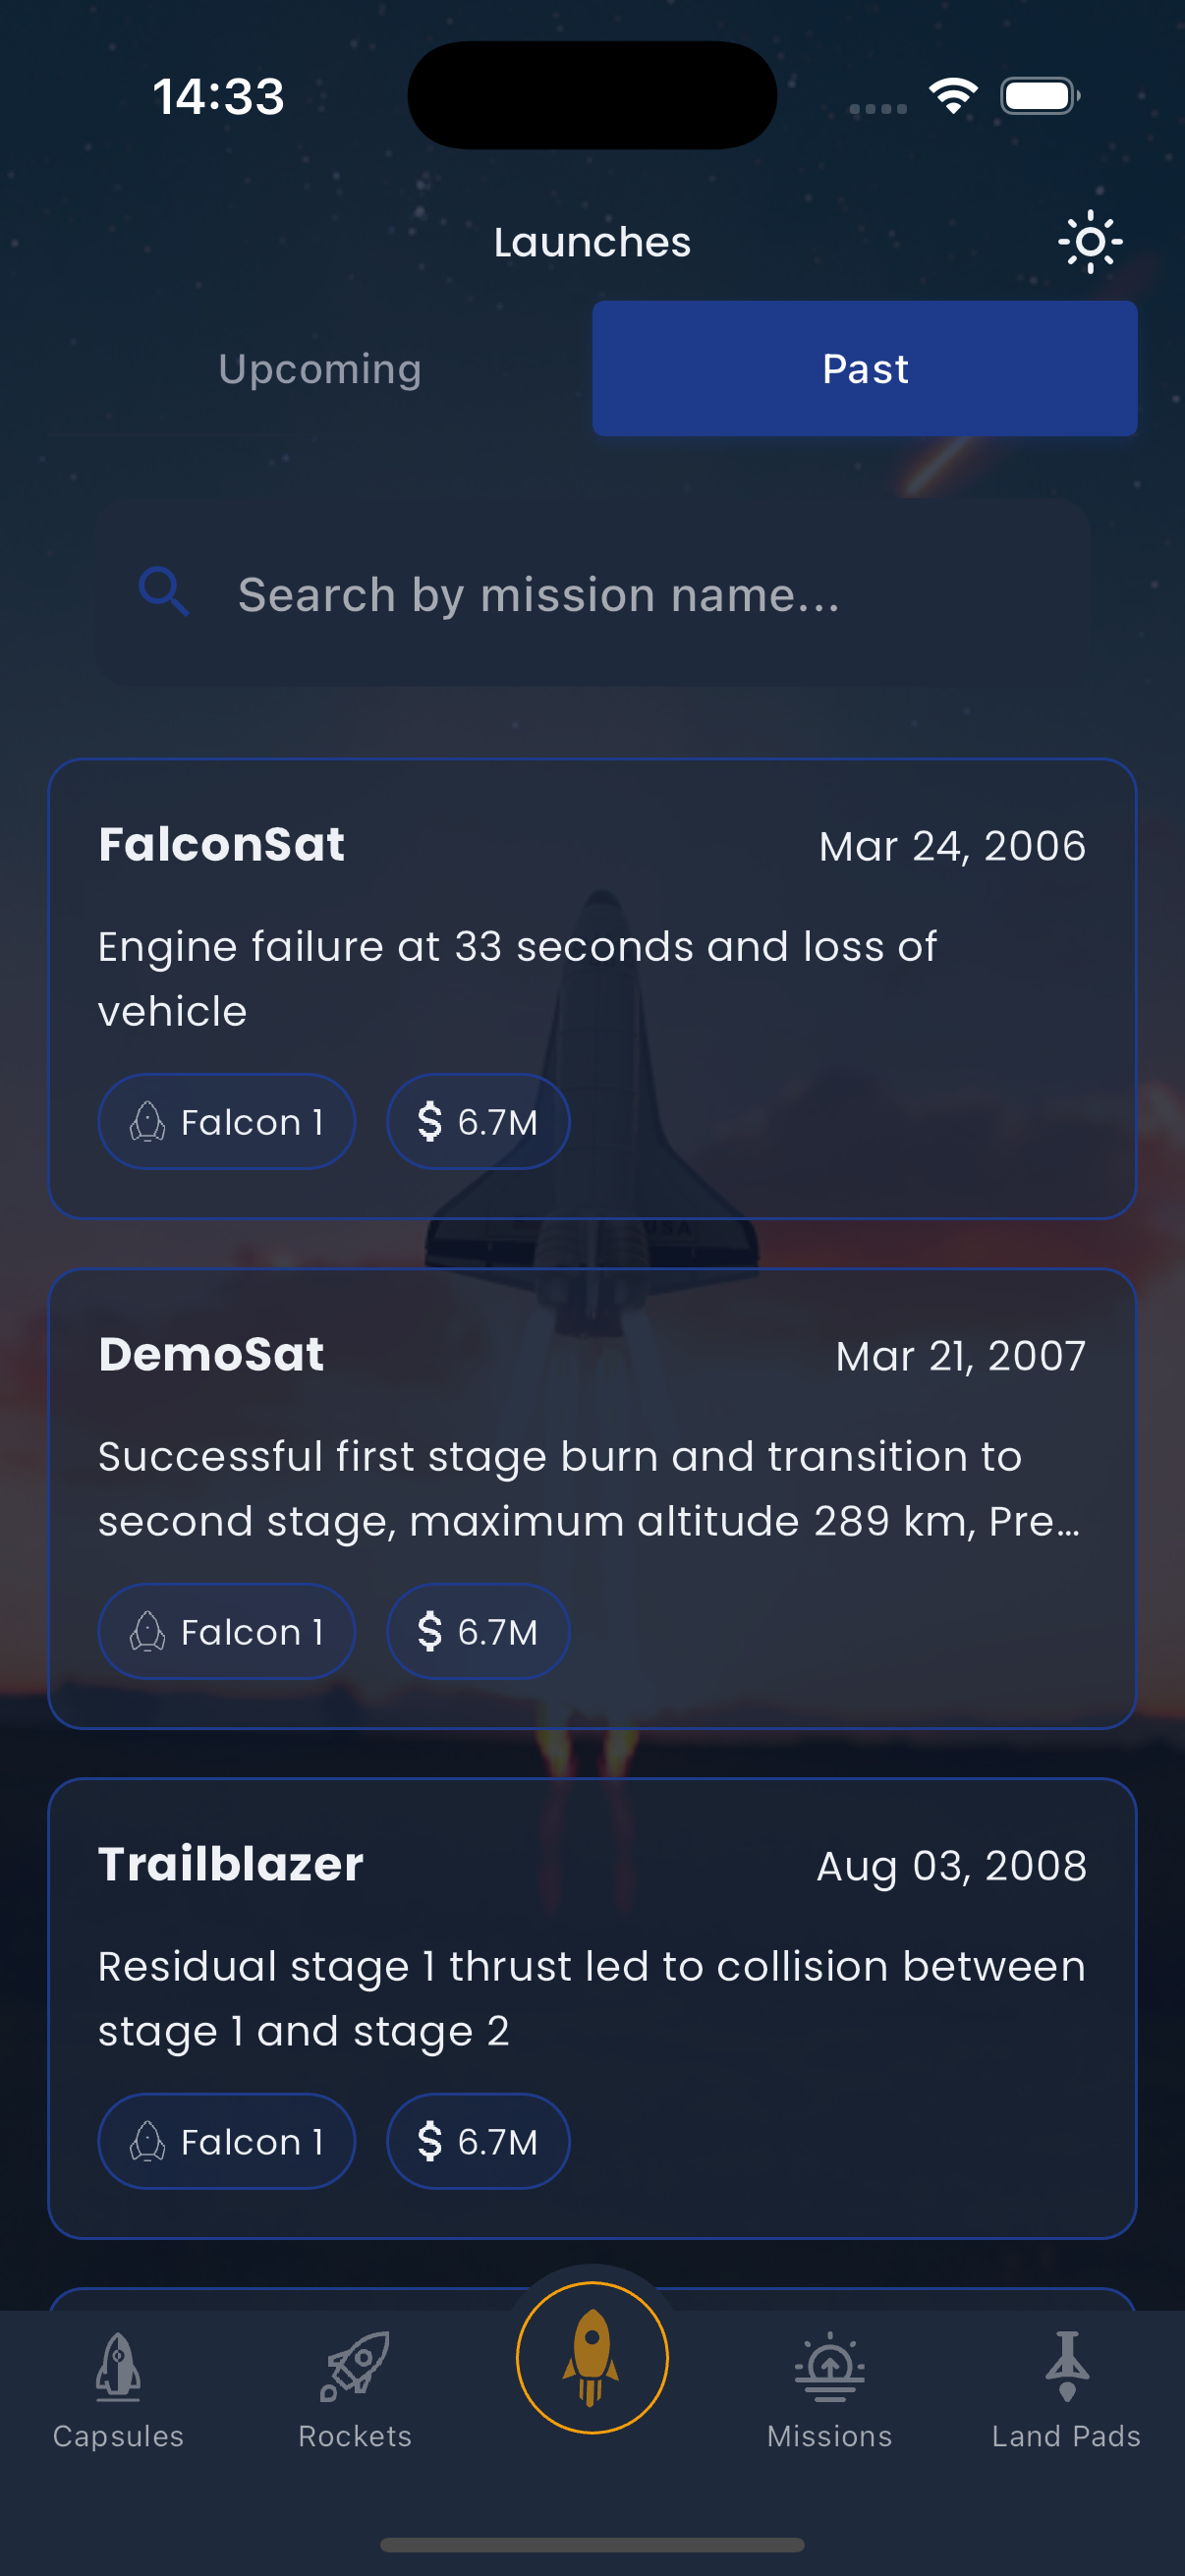 14:33
Launches
Upcoming
Past
Search by mission name...
FalconSat
Mar 24, 2006
Engine failure at 33 seconds and loss of
vehicle
Falcon 1
$ 6.7M
USA
DemoSat
Mar 21, 2007
Successful first stage burn and transition to
second stage, maximum altitude 289 km, Pre...
Falcon 1
$ 6.7M
Trailblazer
Aug 03, 2008
Residual stage 1 thrust led to collision between
stage 1 and stage 2
Falcon 1
$ 6.7M
Capsules
Rockets
Missions
Land Pads